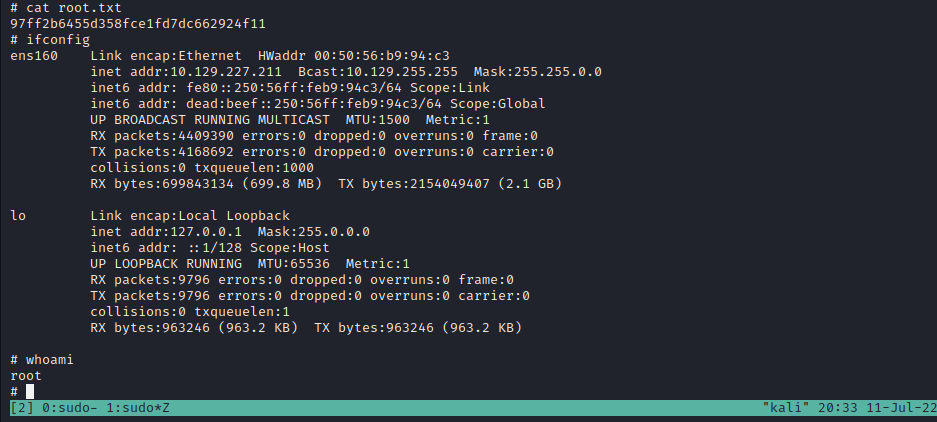 # cat root.txt
97ff2b6455d358fce1fd7dc662924f11
# ifconfig
ens160    Link encap:Ethernet  HWaddr 00:50:56:b9:94:c3
          inet addr:10.129.227.211  Bcast:10.129.255.255  Mask:255.255.0.0
          inet6 addr: fe80::250:56ff:feb9:94c3/64 Scope:Link
          inet6 addr: dead:beef::250:56ff:feb9:94c3/64 Scope:Global
          UP BROADCAST RUNNING MULTICAST  MTU:1500  Metric:1
          RX packets:4409390 errors:0 dropped:0 overruns:0 frame:0
          TX packets:4168692 errors:0 dropped:0 overruns:0 carrier:0
          collisions:0 txqueuelen:1000
          RX bytes:699843134 (699.8 MB)  TX bytes:2154049407 (2.1 GB)

lo        Link encap:Local Loopback
          inet addr:127.0.0.1  Mask:255.0.0.0
          inet6 addr: ::1/128 Scope:Host
          UP LOOPBACK RUNNING  MTU:65536  Metric:1
          RX packets:9796 errors:0 dropped:0 overruns:0 frame:0
          TX packets:9796 errors:0 dropped:0 overruns:0 carrier:0
          collisions:0 txqueuelen:1
          RX bytes:963246 (963.2 KB)  TX bytes:963246 (963.2 KB)

# whoami
root
#
[2] 0:sudo- 1:sudo*Z "kali" 20:33 11-Jul-22